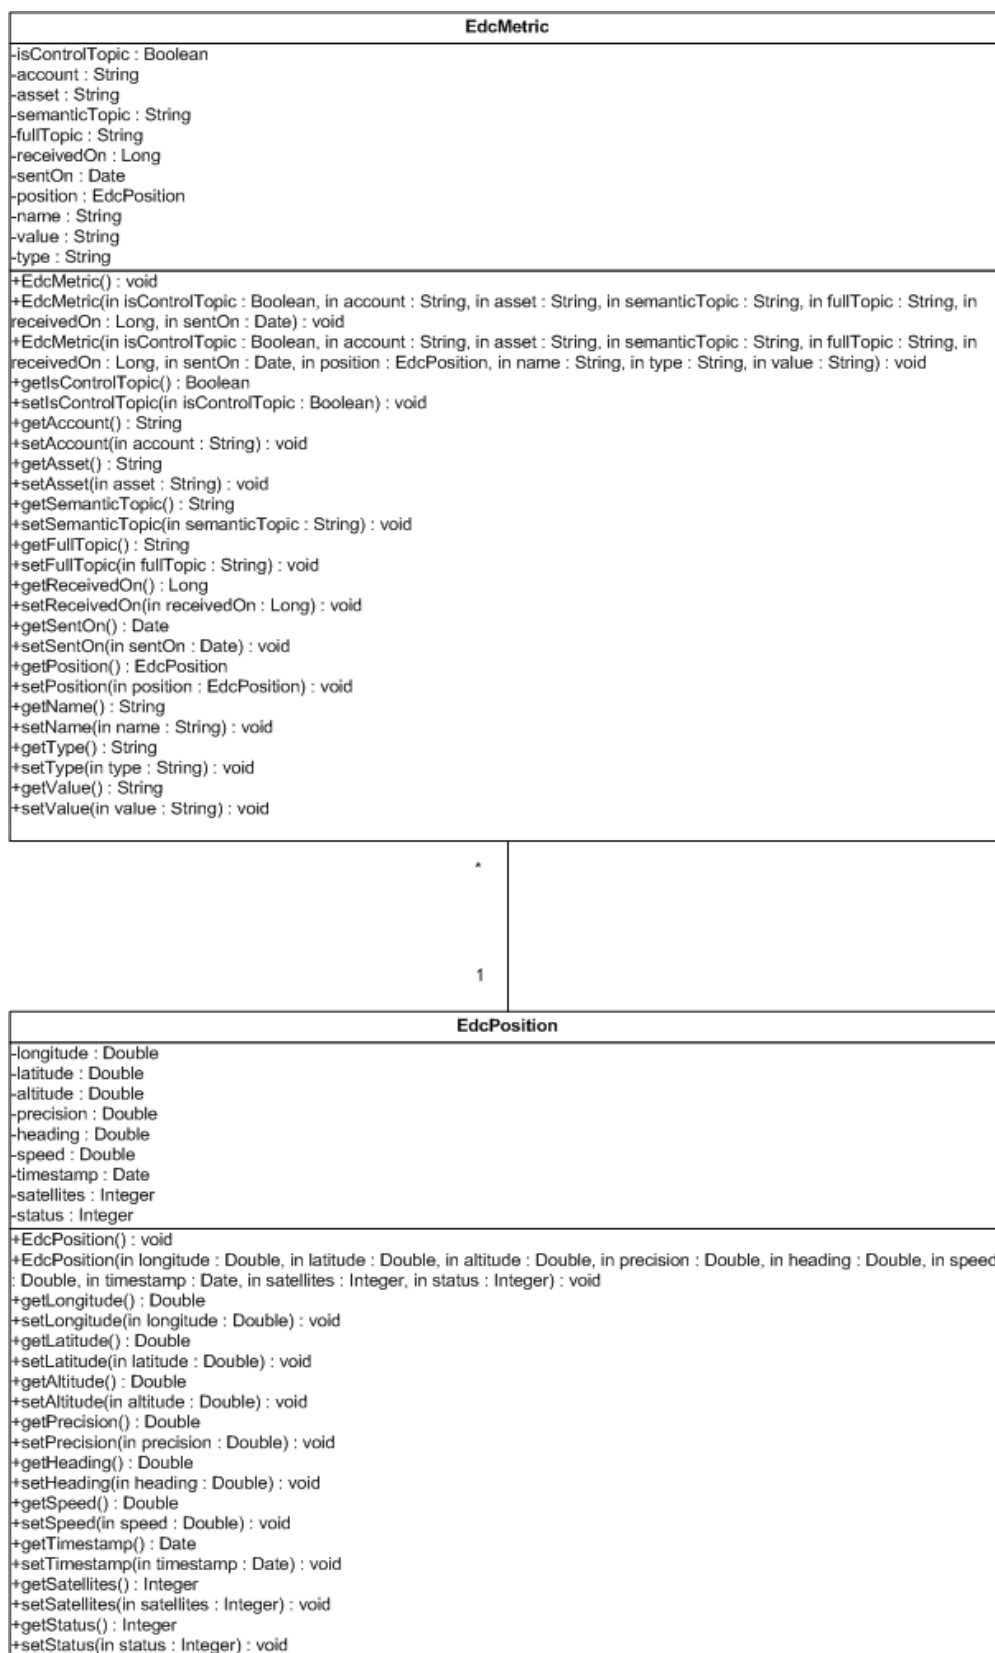 EdcMetric
-isControlTopic : Boolean
-account : String
-asset : String
-semanticTopic : String
-fullTopic : String
-receivedOn : Long
-sentOn : Date
-position : EdcPosition
-name : String
-value : String
-type : String
+EdcMetric() : void
+EdcMetric(in isControlTopic : Boolean, in account : String, in asset : String, in semanticTopic : String, in fullTopic : String, in
receivedOn : Long, in sentOn : Date) : void
+EdcMetric(in isControlTopic : Boolean, in account : String, in asset : String, in semanticTopic : String, in fullTopic : String, in
receivedOn : Long, in sentOn : Date, in position : EdcPosition, in name : String, in type : String, in value : String) : void
+getIsControlTopic() : Boolean
+setIsControlTopic(in isControlTopic : Boolean) : void
+getAccount() : String
+setAccount(in account : String) : void
+getAsset() : String
+setAsset(in asset : String) : void
+getSemanticTopic() : String
+setSemanticTopic(in semanticTopic : String) : void
+getFullTopic() : String
+setFullTopic(in fullTopic : String) : void
+getReceivedOn() : Long
+setReceivedOn(in receivedOn : Long) : void
+getSentOn() : Date
+setSentOn(in sentOn : Date) : void
+getPosition() : EdcPosition
+setPosition(in position : EdcPosition) : void
+getName() : String
+setName(in name : String) : void
+getType() : String
+setType(in type : String) : void
+getValue() : String
+setValue(in value : String) : void
*
1
EdcPosition
-longitude : Double
-latitude : Double
-altitude : Double
-precision : Double
-heading : Double
-speed : Double
-timestamp : Date
-satellites : Integer
-status : Integer
+EdcPosition() : void
+EdcPosition(in longitude : Double, in latitude : Double, in altitude : Double, in precision : Double, in heading : Double, in speed
: Double, in timestamp : Date, in satellites : Integer, in status : Integer) : void
+getLongitude() : Double
+setLongitude(in longitude : Double) : void
+getLatitude() : Double
+setLatitude(in latitude : Double) : void
+getAltitude() : Double
+setAltitude(in altitude : Double) : void
+getPrecision() : Double
+setPrecision(in precision : Double) : void
+getHeading() : Double
+setHeading(in heading : Double) : void
+getSpeed() : Double
+setSpeed(in speed : Double) : void
+getTimestamp() : Date
+setTimestamp(in timestamp : Date) : void
+getSatellites() : Integer
+setSatellites(in satellites : Integer) : void
+getStatus() : Integer
+setStatus(in status : Integer) : void